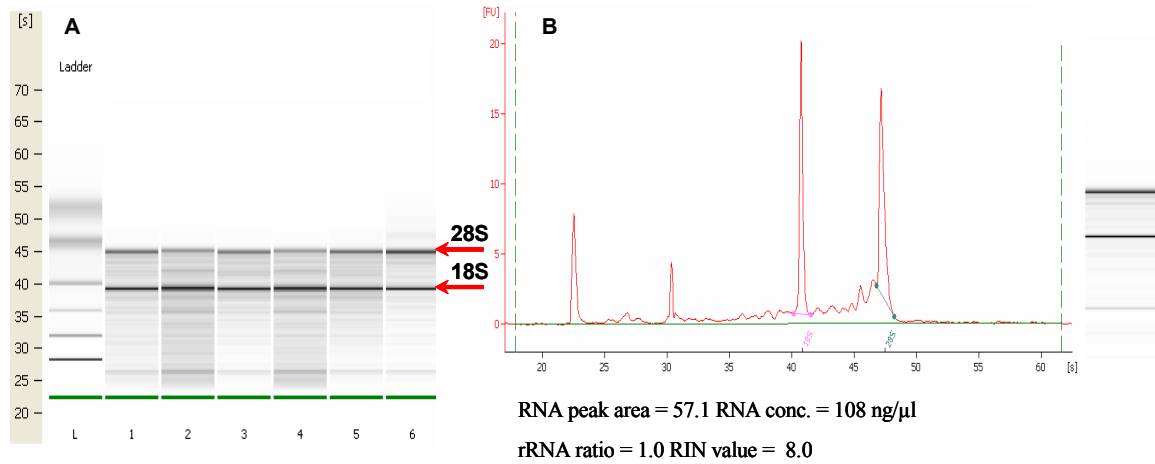 [s]
A
Ladder
70
65
60
55
50
45
40
35
30
25
20
L 1 2 3 4 5 6
28S
18S
[FU]
B
20
15
10
5
0
18S
28S
20 25 30 35 40 45 50 55 60 [s]
RNA peak area = 57.1 RNA conc. = 108 ng/µl
rRNA ratio = 1.0 RIN value = 8.0